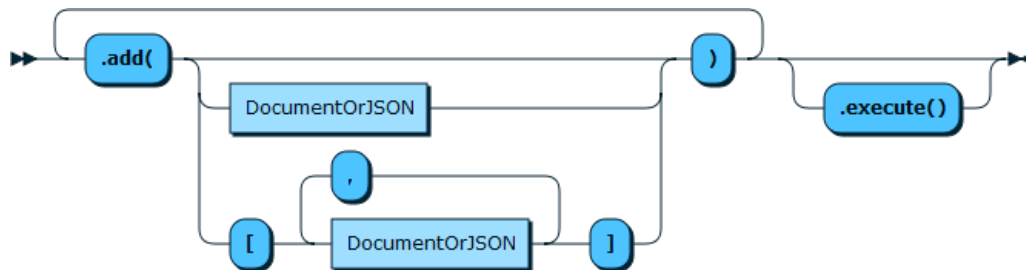 .add( )
DocumentOrJSON .execute()
,
[ DocumentOrJSON ]